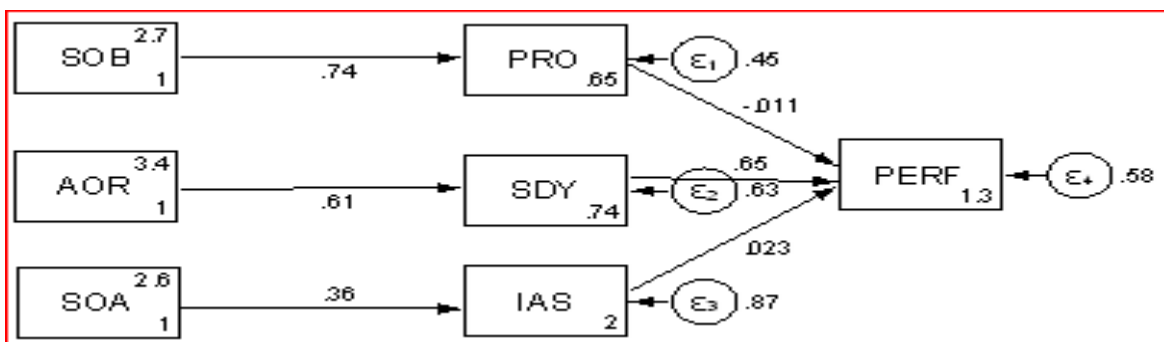 2.7
SOB
1
.74
PRO
.65
ε1
.45
-.011
3.4
AOR
1
.61
SDY
.74
.65
ε2
.63
PERF
1.3
ε4
.58
2.6
SOA
1
.36
IAS
2
.023
ε3
.87